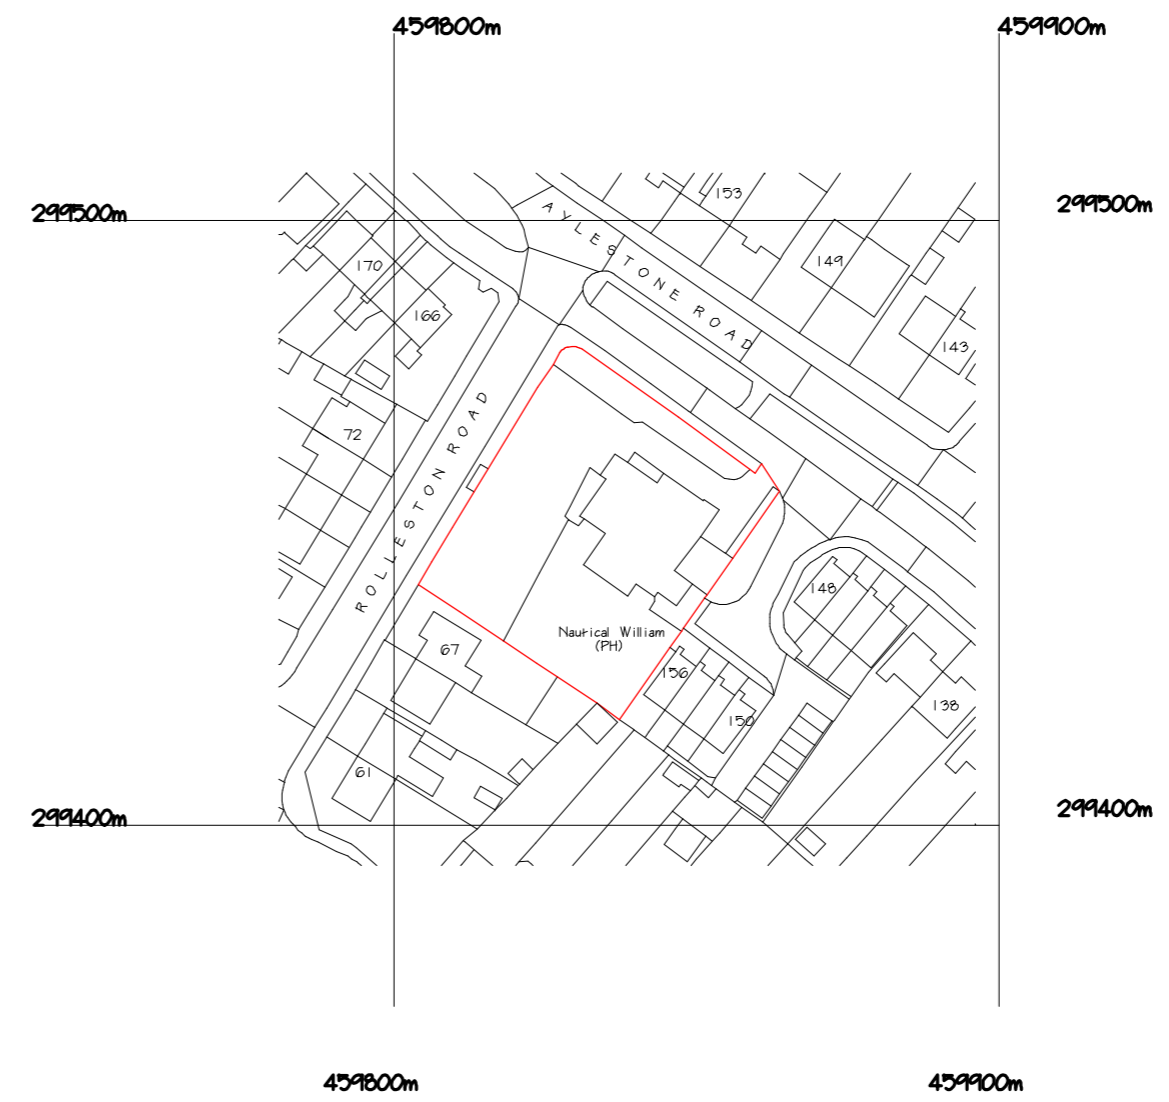 459800m 459900m
299500m 299500m
153
AYLESTONE ROAD
149
170
166
143
72
ROLLESTON ROAD
148
Nautical William
(PH)
67
156
138
150
61
299400m 299400m
459800m 459900m